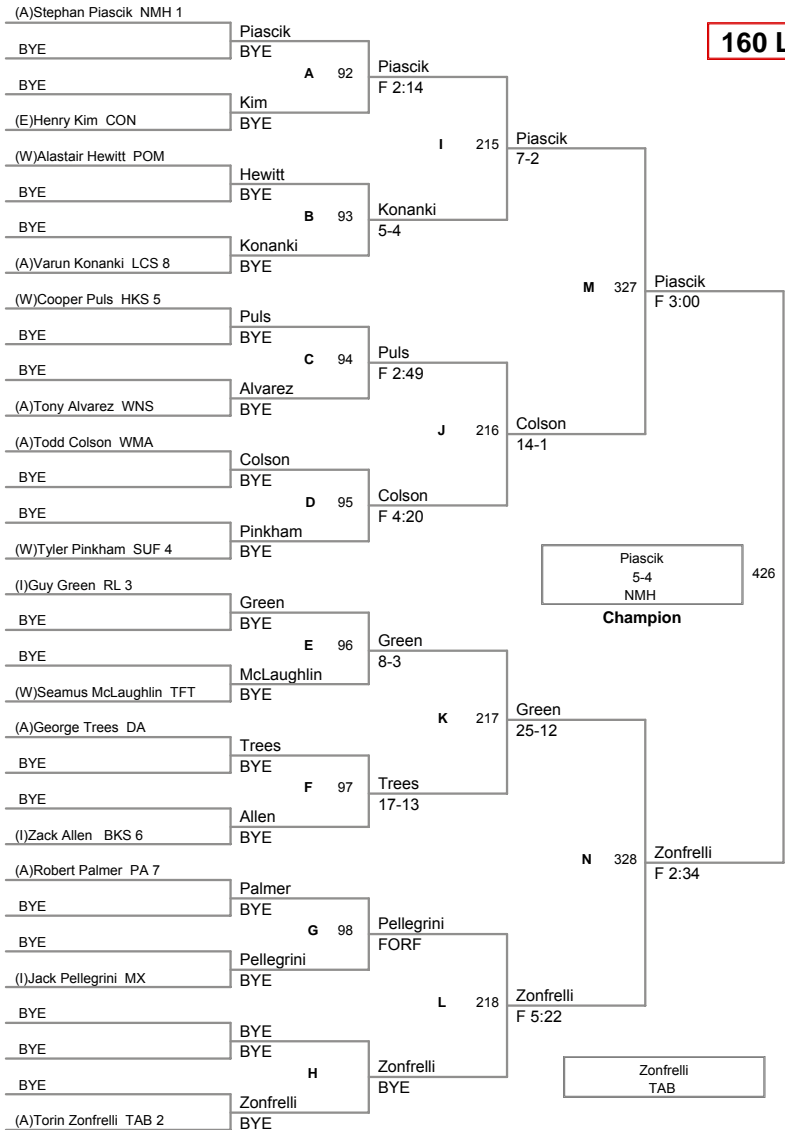 (A)Stephan Piascik NMH 1
BYE
BYE
(E)Henry Kim CON
(W)Alastair Hewitt POM
BYE
BYE
(A)Varun Konanki LCS 8
(W)Cooper Puls HKS 5
BYE
BYE
(A)Tony Alvarez WNS
(A)Todd Colson WMA
BYE
BYE
(W)Tyler Pinkham SUF 4
(I)Guy Green RL 3
BYE
BYE
(W)Seamus McLaughlin TFT
(A)George Trees DA
BYE
BYE
(I)Zack Allen BKS 6
(A)Robert Palmer PA 7
BYE
BYE
(I)Jack Pellegrini MX
BYE
BYE
BYE
(A)Torin Zonfrelli TAB 2
Piascik
BYE
A 92
Kim
BYE
Hewitt
BYE
B 93
Konanki
BYE
Puls
BYE
C 94
Alvarez
BYE
Colson
BYE
D 95
Pinkham
BYE
Green
BYE
E 96
McLaughlin
BYE
Trees
BYE
F 97
Allen
BYE
Palmer
BYE
G 98
Pellegrini
BYE
BYE
BYE
H
Zonfrelli
BYE
Piascik
F 2:14
I 215
Konanki
5-4
Puls
F 2:49
J 216
Colson
F 4:20
Green
8-3
K 217
Trees
17-13
Pellegrini
FORF
L 218
Zonfrelli
BYE
Piascik
7-2
M 327
Colson
14-1
Green
25-12
N 328
Zonfrelli
F 5:22
160 L
Piascik
F 3:00
Piascik
5-4
NMH
426
Champion
Zonfrelli
F 2:34
Zonfrelli
TAB